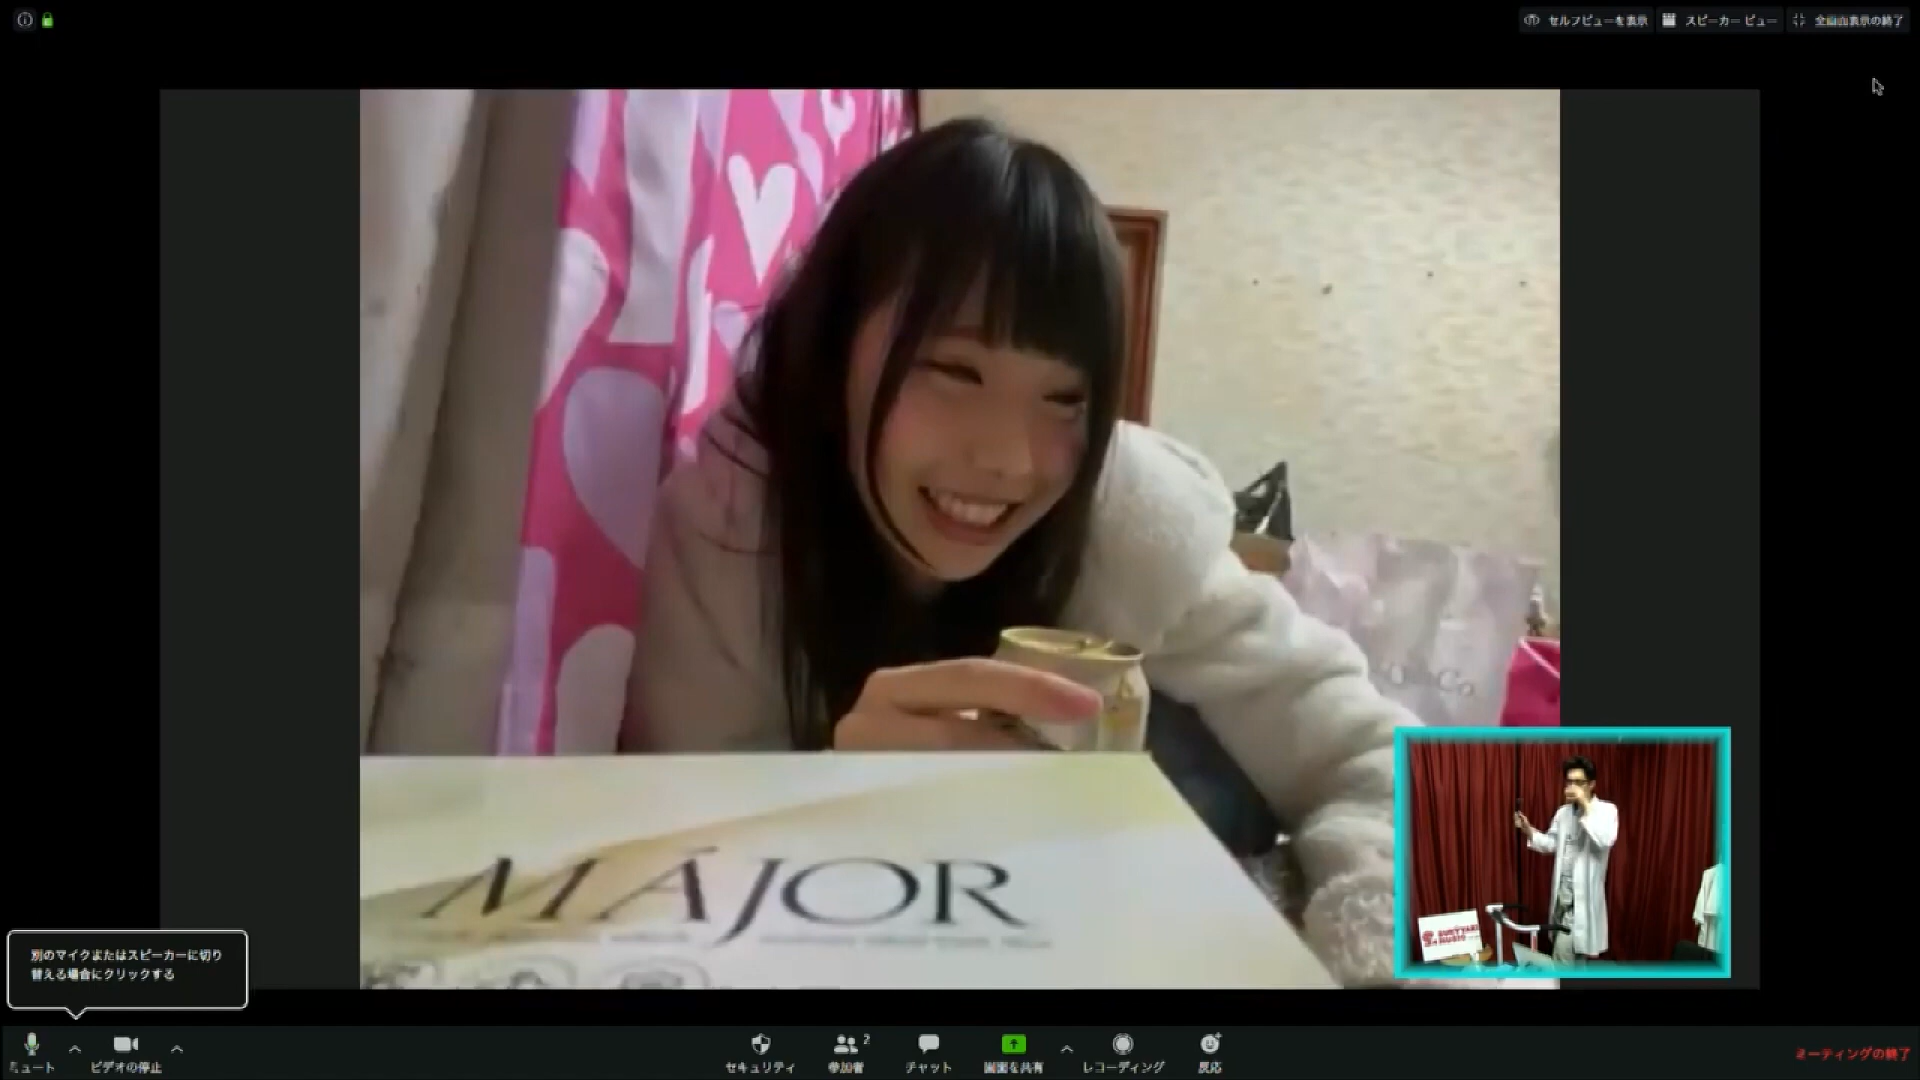 セルフビューを表示
スピーカー ビュー
全画面表示の終了
MÁJOR
別のマイクまたはスピーカーに切り
替える場合にクリックする
ミュート
ビデオの停止
セキュリティ
2
参加者
チャット
画面を共有
レコーディング
反応
ミーティングの終了